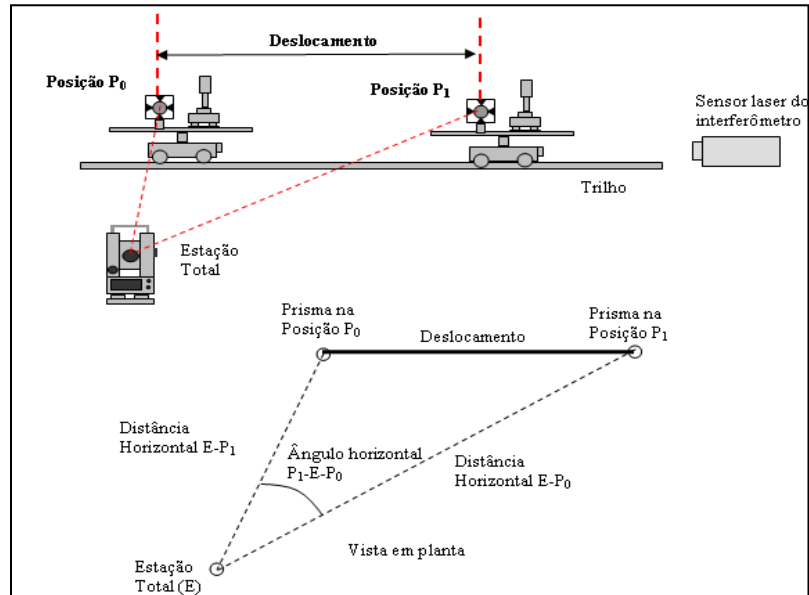 Deslocamento
Posição P0
Posição P1
Sensor laser do
interferômetro
Trilho
Estação
Total
Prisma na
Posição P0
Prisma na
Posição P1
Deslocamento
Distância
Horizontal E-P1
Ângulo horizontal
P1-E-P0
Distância
Horizontal E-P0
Vista em planta
Estação
Total (E)